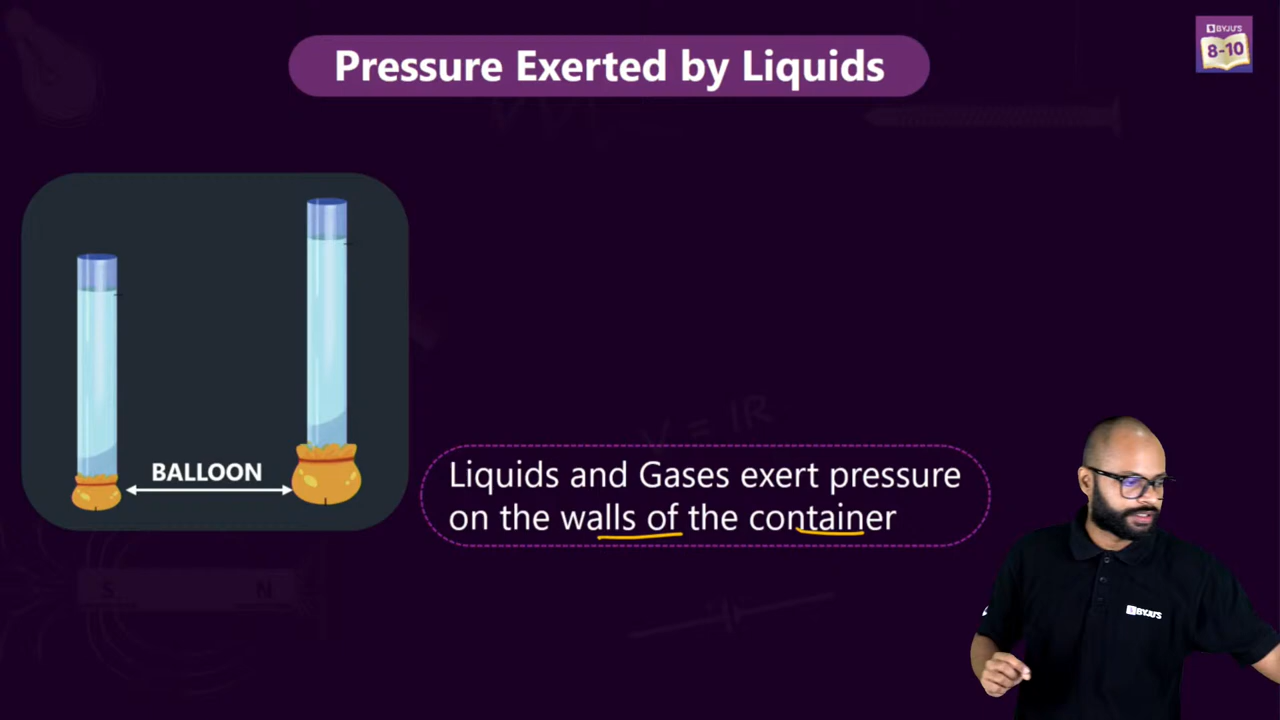 Pressure Exerted by Liquids
BYJU'S
8-10
BALLOON
Liquids and Gases exert pressure
on the walls of the container
V = IR
S N
BYJU'S